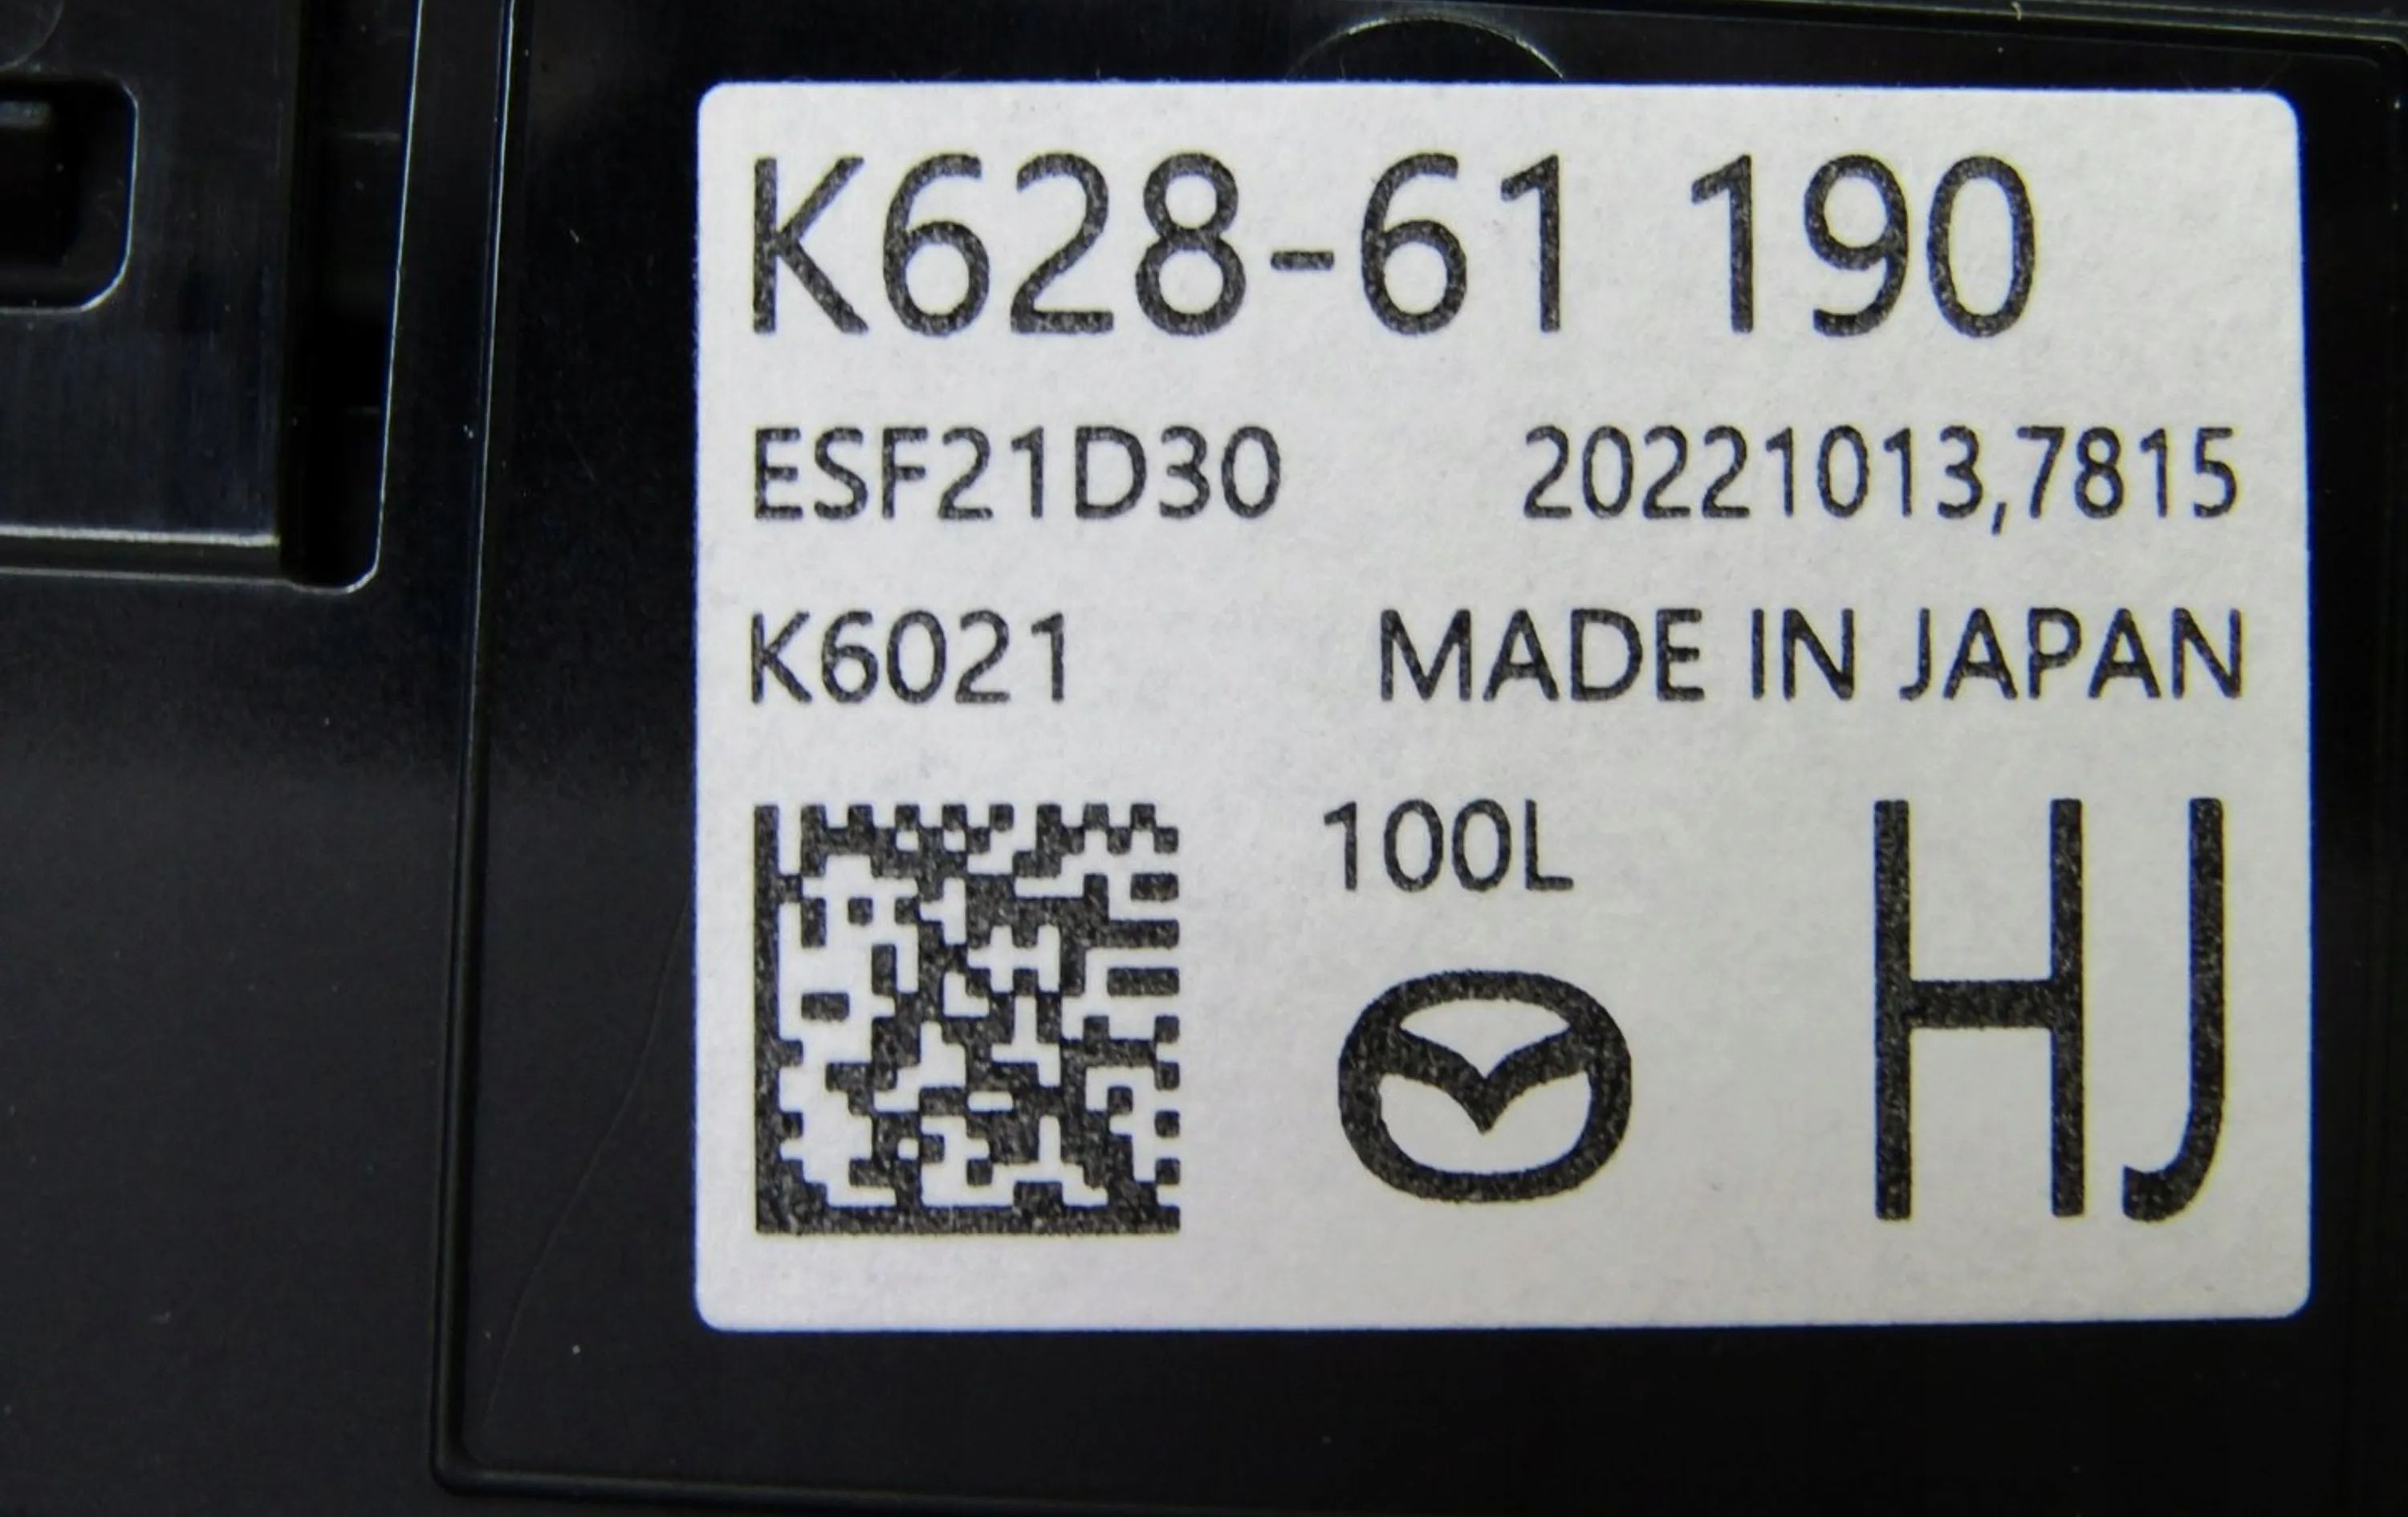 K628-61 190
ESF21D30 20221013,7815
K6021 MADE IN JAPAN
100L HJ